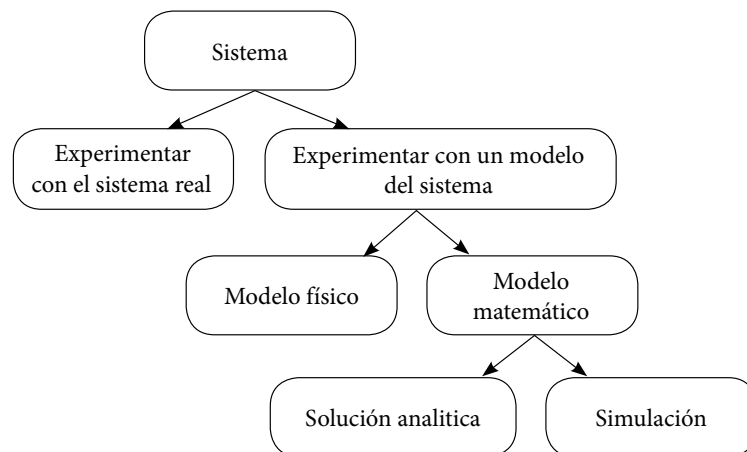 Sistema
Experimentar
con el sistema real
Experimentar con un modelo
del sistema
Modelo físico
Modelo
matemático
Solución analitica
Simulación